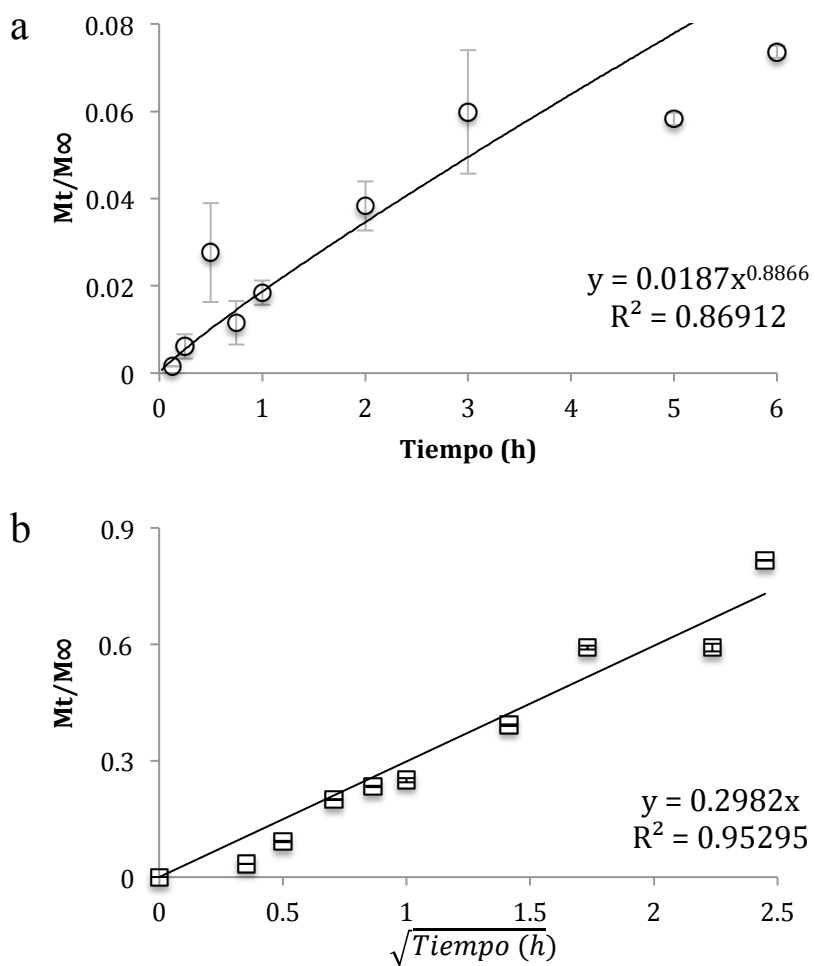 a
0.08
0.06
0.04
0.02
0
Mt/M∞
0 1 2 3 4 5 6
Tiempo (h)
y = 0.0187x^0.8866
R² = 0.86912
b
0.9
0.6
0.3
0
Mt/M∞
0 0.5 1 1.5 2 2.5
√Tiempo (h)
y = 0.2982x
R² = 0.95295